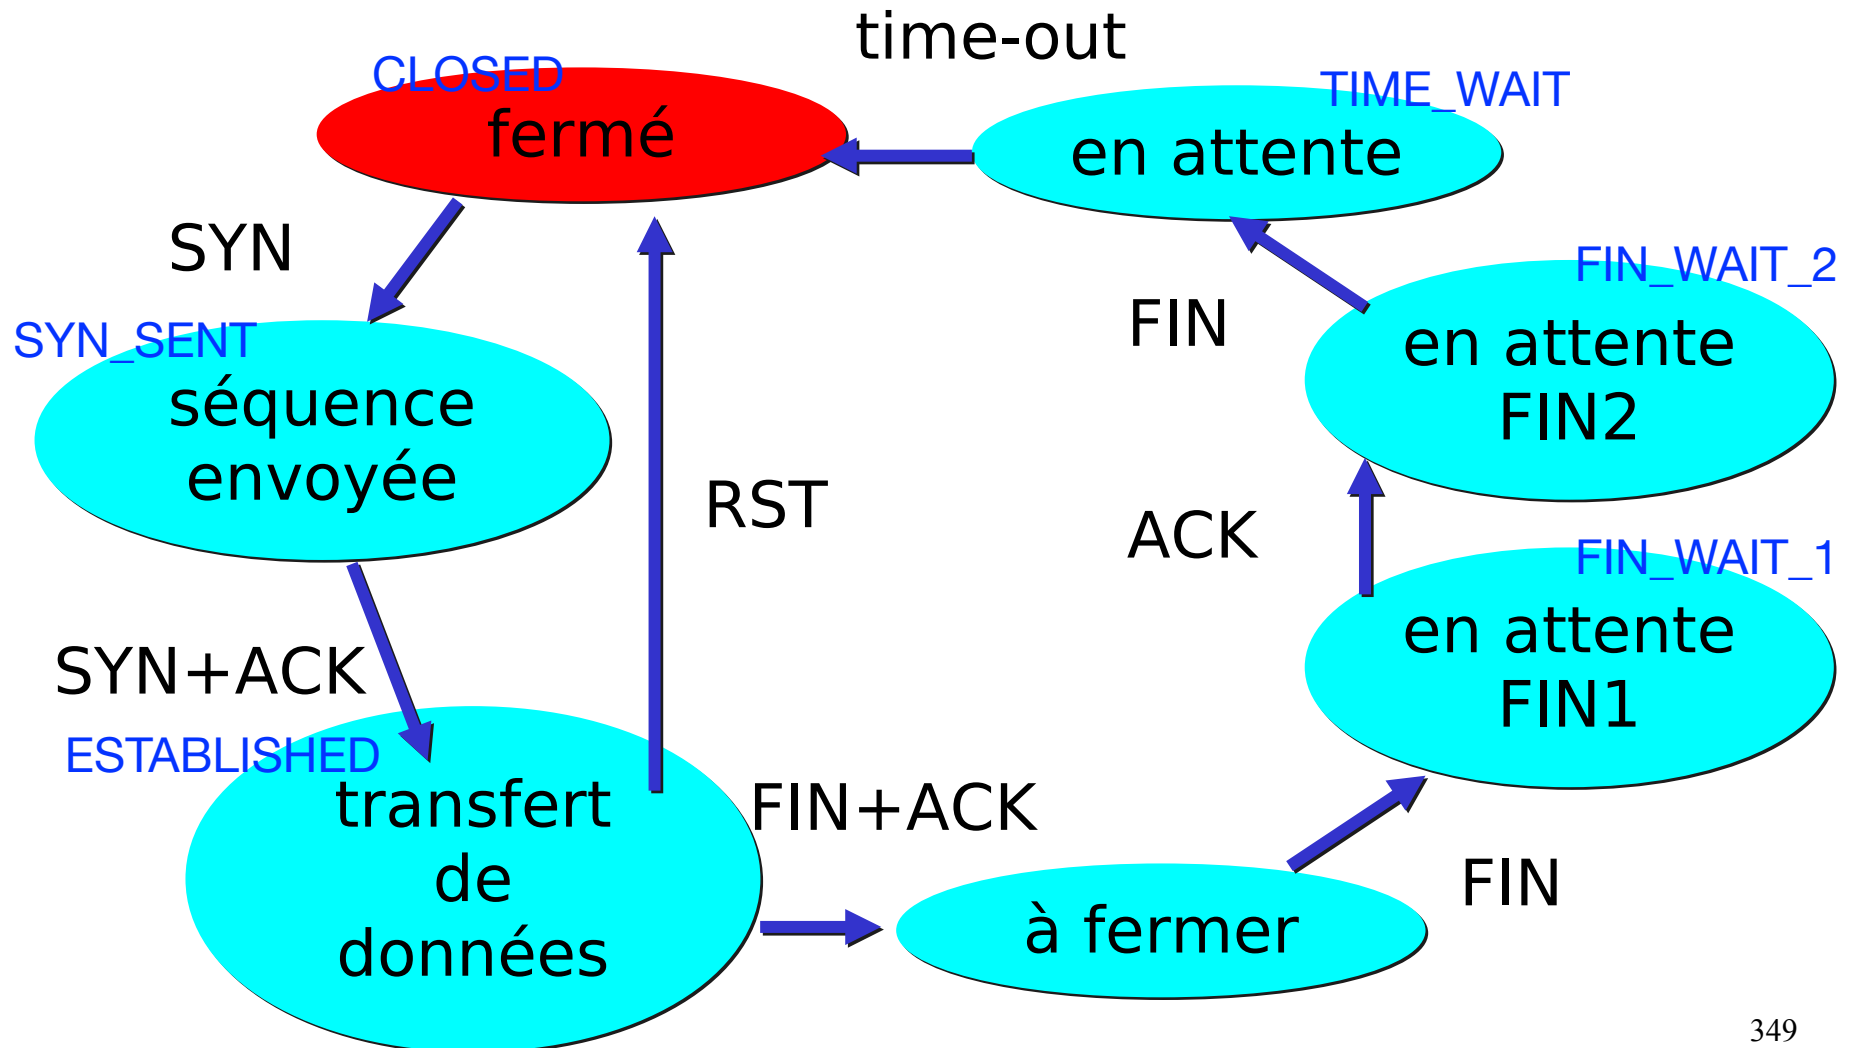 time-out
CLOSED
fermé
TIME_WAIT
en attente
SYN
FIN_WAIT_2
FIN
en attente
FIN2
SYN_SENT
séquence
envoyée
RST
ACK
FIN_WAIT_1
en attente
FIN1
SYN+ACK
ESTABLISHED
transfert
de
données
FIN+ACK
à fermer
FIN
349